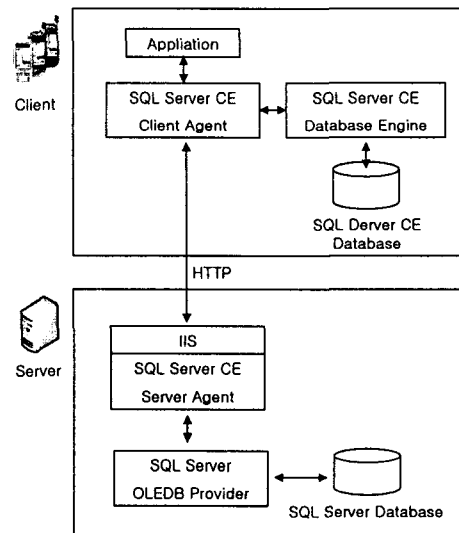 Appliation
Client
SQL Server CE
Client Agent
SQL Server CE
Database Engine
SQL Derver CE
Database
HTTP
Server
IIS
SQL Server CE
Server Agent
SQL Server
OLEDB Provider
SQL Server Database